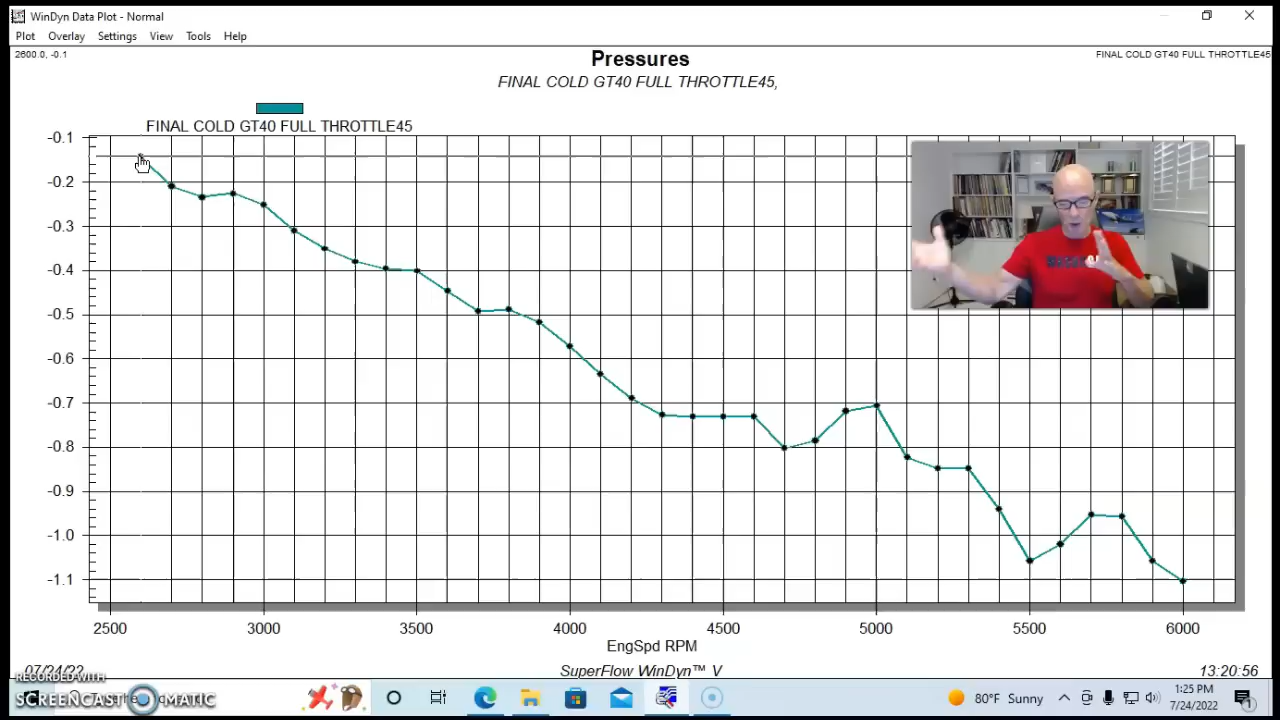 WinDyn Data Plot - Normal
Plot Overlay Settings View Tools Help
2600.0, -0.1
Pressures
FINAL COLD GT40 FULL THROTTLE45
FINAL COLD GT40 FULL THROTTLE45,
FINAL COLD GT40 FULL THROTTLE45
-0.1
-0.2
-0.3
-0.4
-0.5
-0.6
-0.7
-0.8
-0.9
-1.0
-1.1
2500 3000 3500 4000 4500 5000 5500 6000
EngSpd RPM
07/24/22 SuperFlow WinDyn™ V 13:20:56
RECORDED WITH
SCREENCAST MATIC
80°F Sunny
1:25 PM
7/24/2022
1